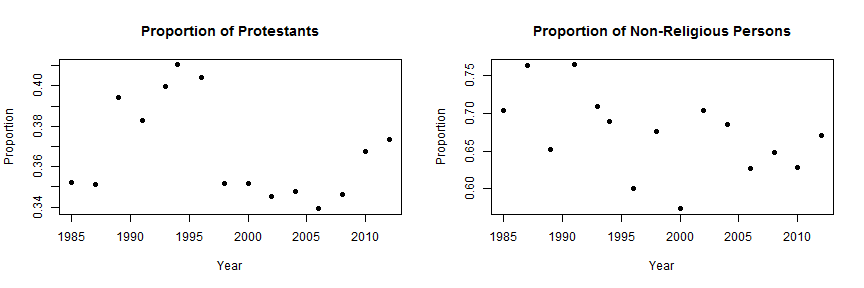 Proportion of Protestants
Proportion
0.40
0.38
0.36
0.34
1985 1990 1995 2000 2005 2010
Year
Proportion of Non-Religious Persons
Proportion
0.75
0.70
0.65
0.60
1985 1990 1995 2000 2005 2010
Year